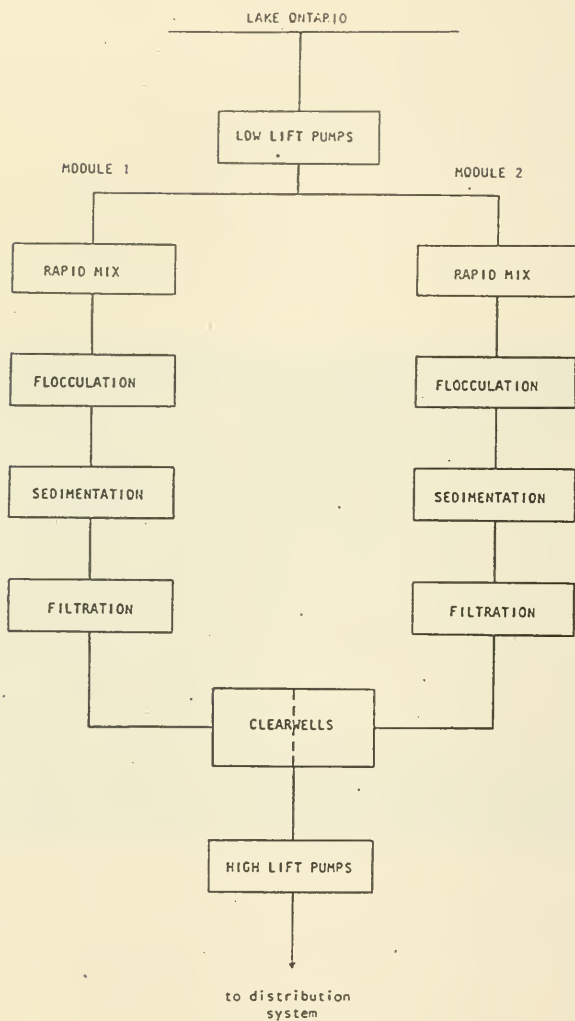 LAKE ONTARIO
LOW LIFT PUMPS
MODULE 1
MODULE 2
RAPID MIX
RAPID MIX
FLOCCULATION
FLOCCULATION
SEDIMENTATION
SEDIMENTATION
FILTRATION
FILTRATION
CLEARWELLS
HIGH LIFT PUMPS
to distribution
system